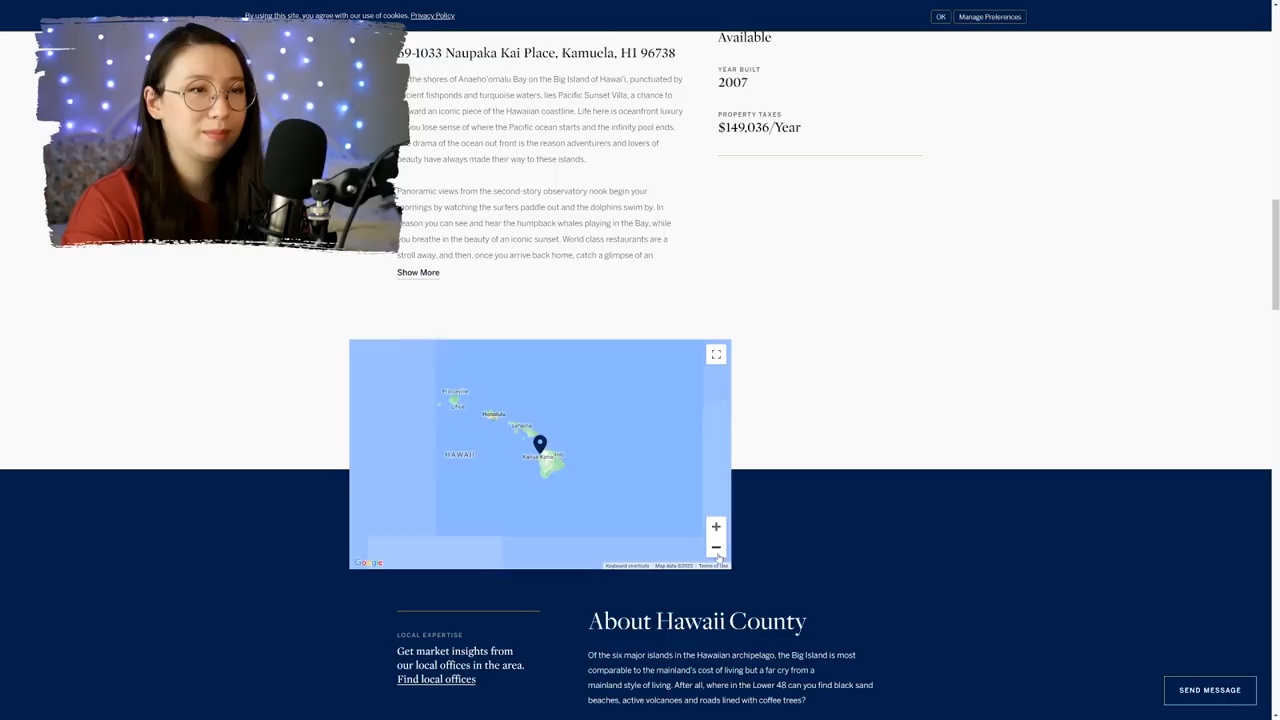 By using this site, you agree with our use of cookies. Privacy Policy
OK
Manage Preferences
69-1033 Naupaka Kai Place, Kamuela, HI 96738
the shores of Anaeho'omalu Bay on the Big Island of Hawai'i, punctuated by
fishponds and turquoise waters, lies Pacific Sunset Villa, a chance to
an iconic piece of the Hawaiian coastline. Life here is oceanfront luxury
you lose sense of where the Pacific ocean starts and the infinity pool ends.
drama of the ocean out front is the reason adventurers and lovers of
beauty have always made their way to these islands.
Panoramic views from the second-story observatory nook begin your
mornings by watching the surfers paddle out and the dolphins swim by. In
season you can see and hear the humpback whales playing in the Bay, while
you breathe in the beauty of an iconic sunset. World class restaurants are a
stroll away, and then, once you arrive back home, catch a glimpse of an
Show More
Available
YEAR BUILT
2007
PROPERTY TAXES
$149,036/Year
Princeville
Lihue
Honolulu
Lahaina
HAWAII
Kailua-Kona
Hilo
Google
Keyboard shortcuts
Map data ©2023
Terms of Use
LOCAL EXPERTISE
Get market insights from
our local offices in the area.
Find local offices
About Hawaii County
Of the six major islands in the Hawaiian archipelago, the Big Island is most
comparable to the mainland's cost of living but a far cry from a
mainland style of living. After all, where in the Lower 48 can you find black sand
beaches, active volcanoes and roads lined with coffee trees?
SEND MESSAGE